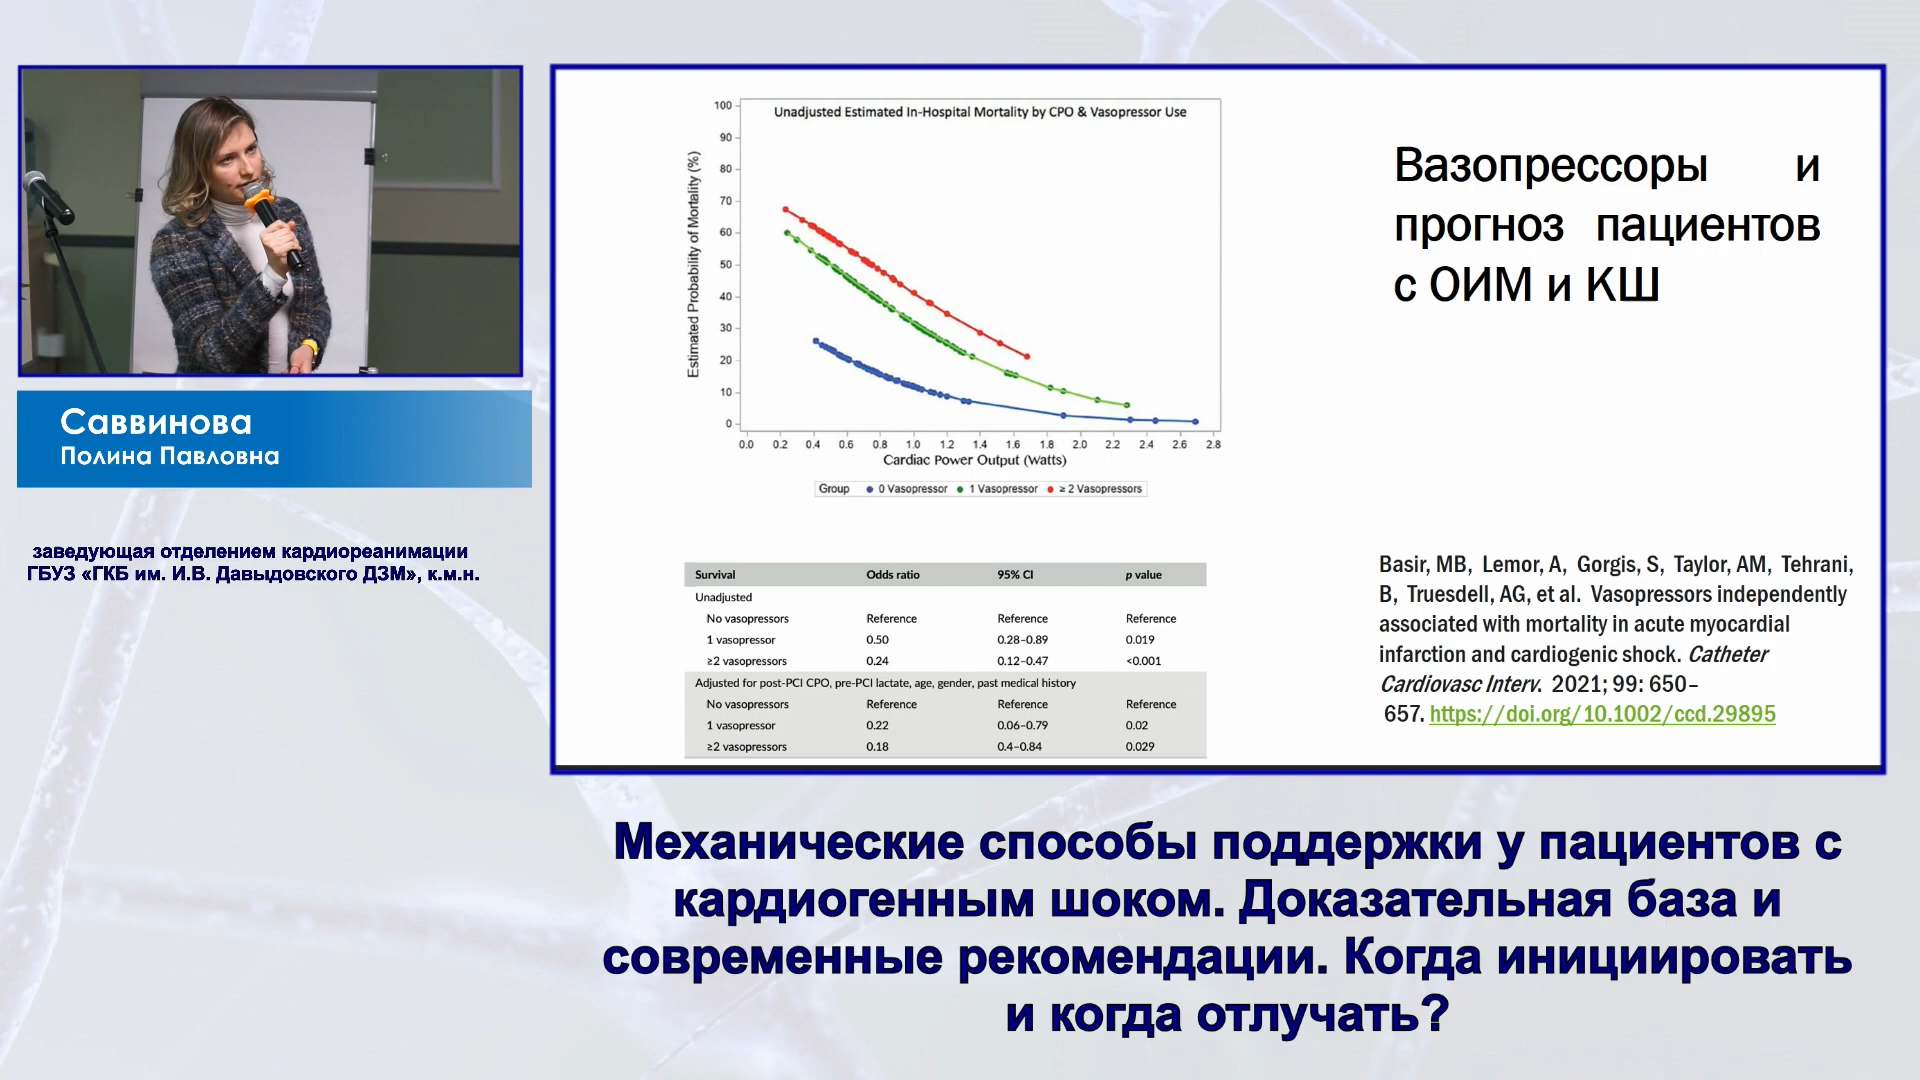 Саввинова
Полина Павловна
заведующая отделением кардиореанимации
ГБУЗ «ГКБ им. И.В. Давыдовского ДЗМ», к.м.н.
Unadjusted Estimated In-Hospital Mortality by CPO & Vasopressor Use
Estimated Probability of Mortality (%)
100
90
80
70
60
50
40
30
20
10
0
0.0 0.2 0.4 0.6 0.8 1.0 1.2 1.4 1.6 1.8 2.0 2.2 2.4 2.6 2.8
Cardiac Power Output (Watts)
Group 0 Vasopressor 1 Vasopressor ≥ 2 Vasopressors
Вазопрессоры и
прогноз пациентов
с ОИМ и КШ
Survival Odds ratio 95% CI p value
Unadjusted
No vasopressors Reference Reference Reference
1 vasopressor 0.50 0.28–0.89 0.019
≥2 vasopressors 0.24 0.12–0.47 <0.001
Adjusted for post-PCI CPO, pre-PCI lactate, age, gender, past medical history
No vasopressors Reference Reference Reference
1 vasopressor 0.22 0.06–0.79 0.02
≥2 vasopressors 0.18 0.4–0.84 0.029
Basir, MB, Lemor, A, Gorgis, S, Taylor, AM, Tehrani,
B, Truesdell, AG, et al. Vasopressors independently
associated with mortality in acute myocardial
infarction and cardiogenic shock. Catheter
Cardiovasc Interv. 2021; 99: 650–
657. https://doi.org/10.1002/ccd.29895
Механические способы поддержки у пациентов с
кардиогенным шоком. Доказательная база и
современные рекомендации. Когда инициировать
и когда отлучать?